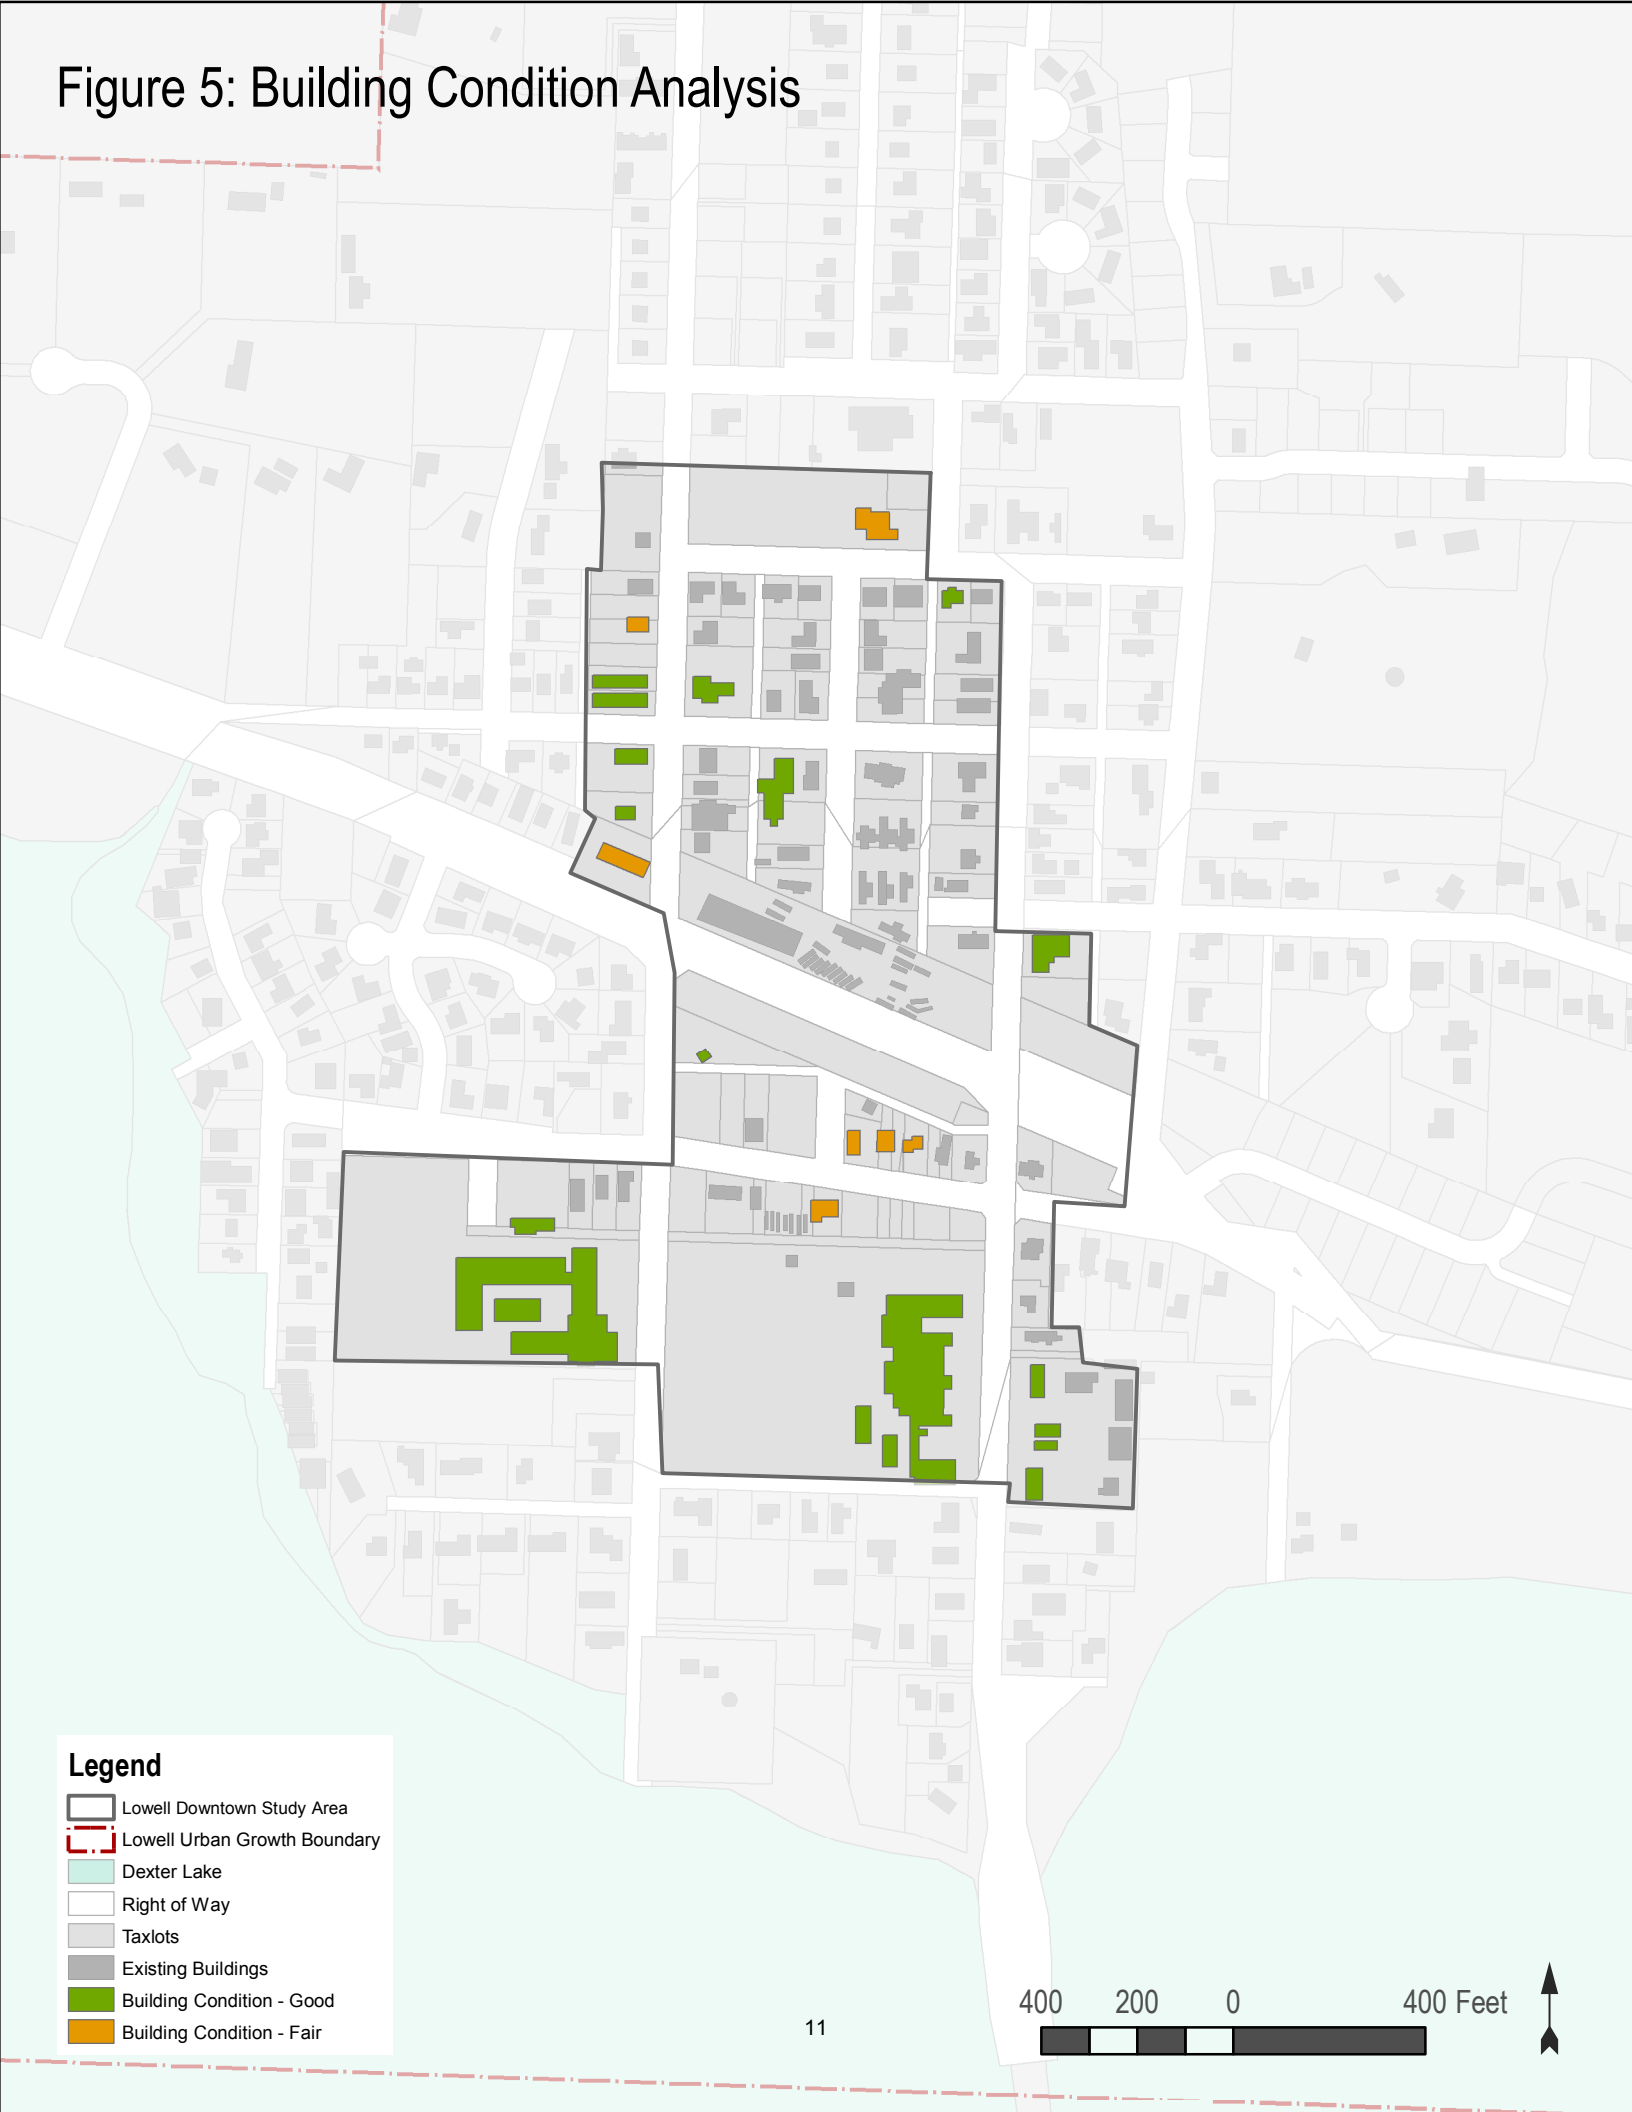 Figure 5: Building Condition Analysis
Legend
Lowell Downtown Study Area
Lowell Urban Growth Boundary
Dexter Lake
Right of Way
Taxlots
Existing Buildings
Building Condition - Good
Building Condition - Fair
11
400 200 0 400 Feet